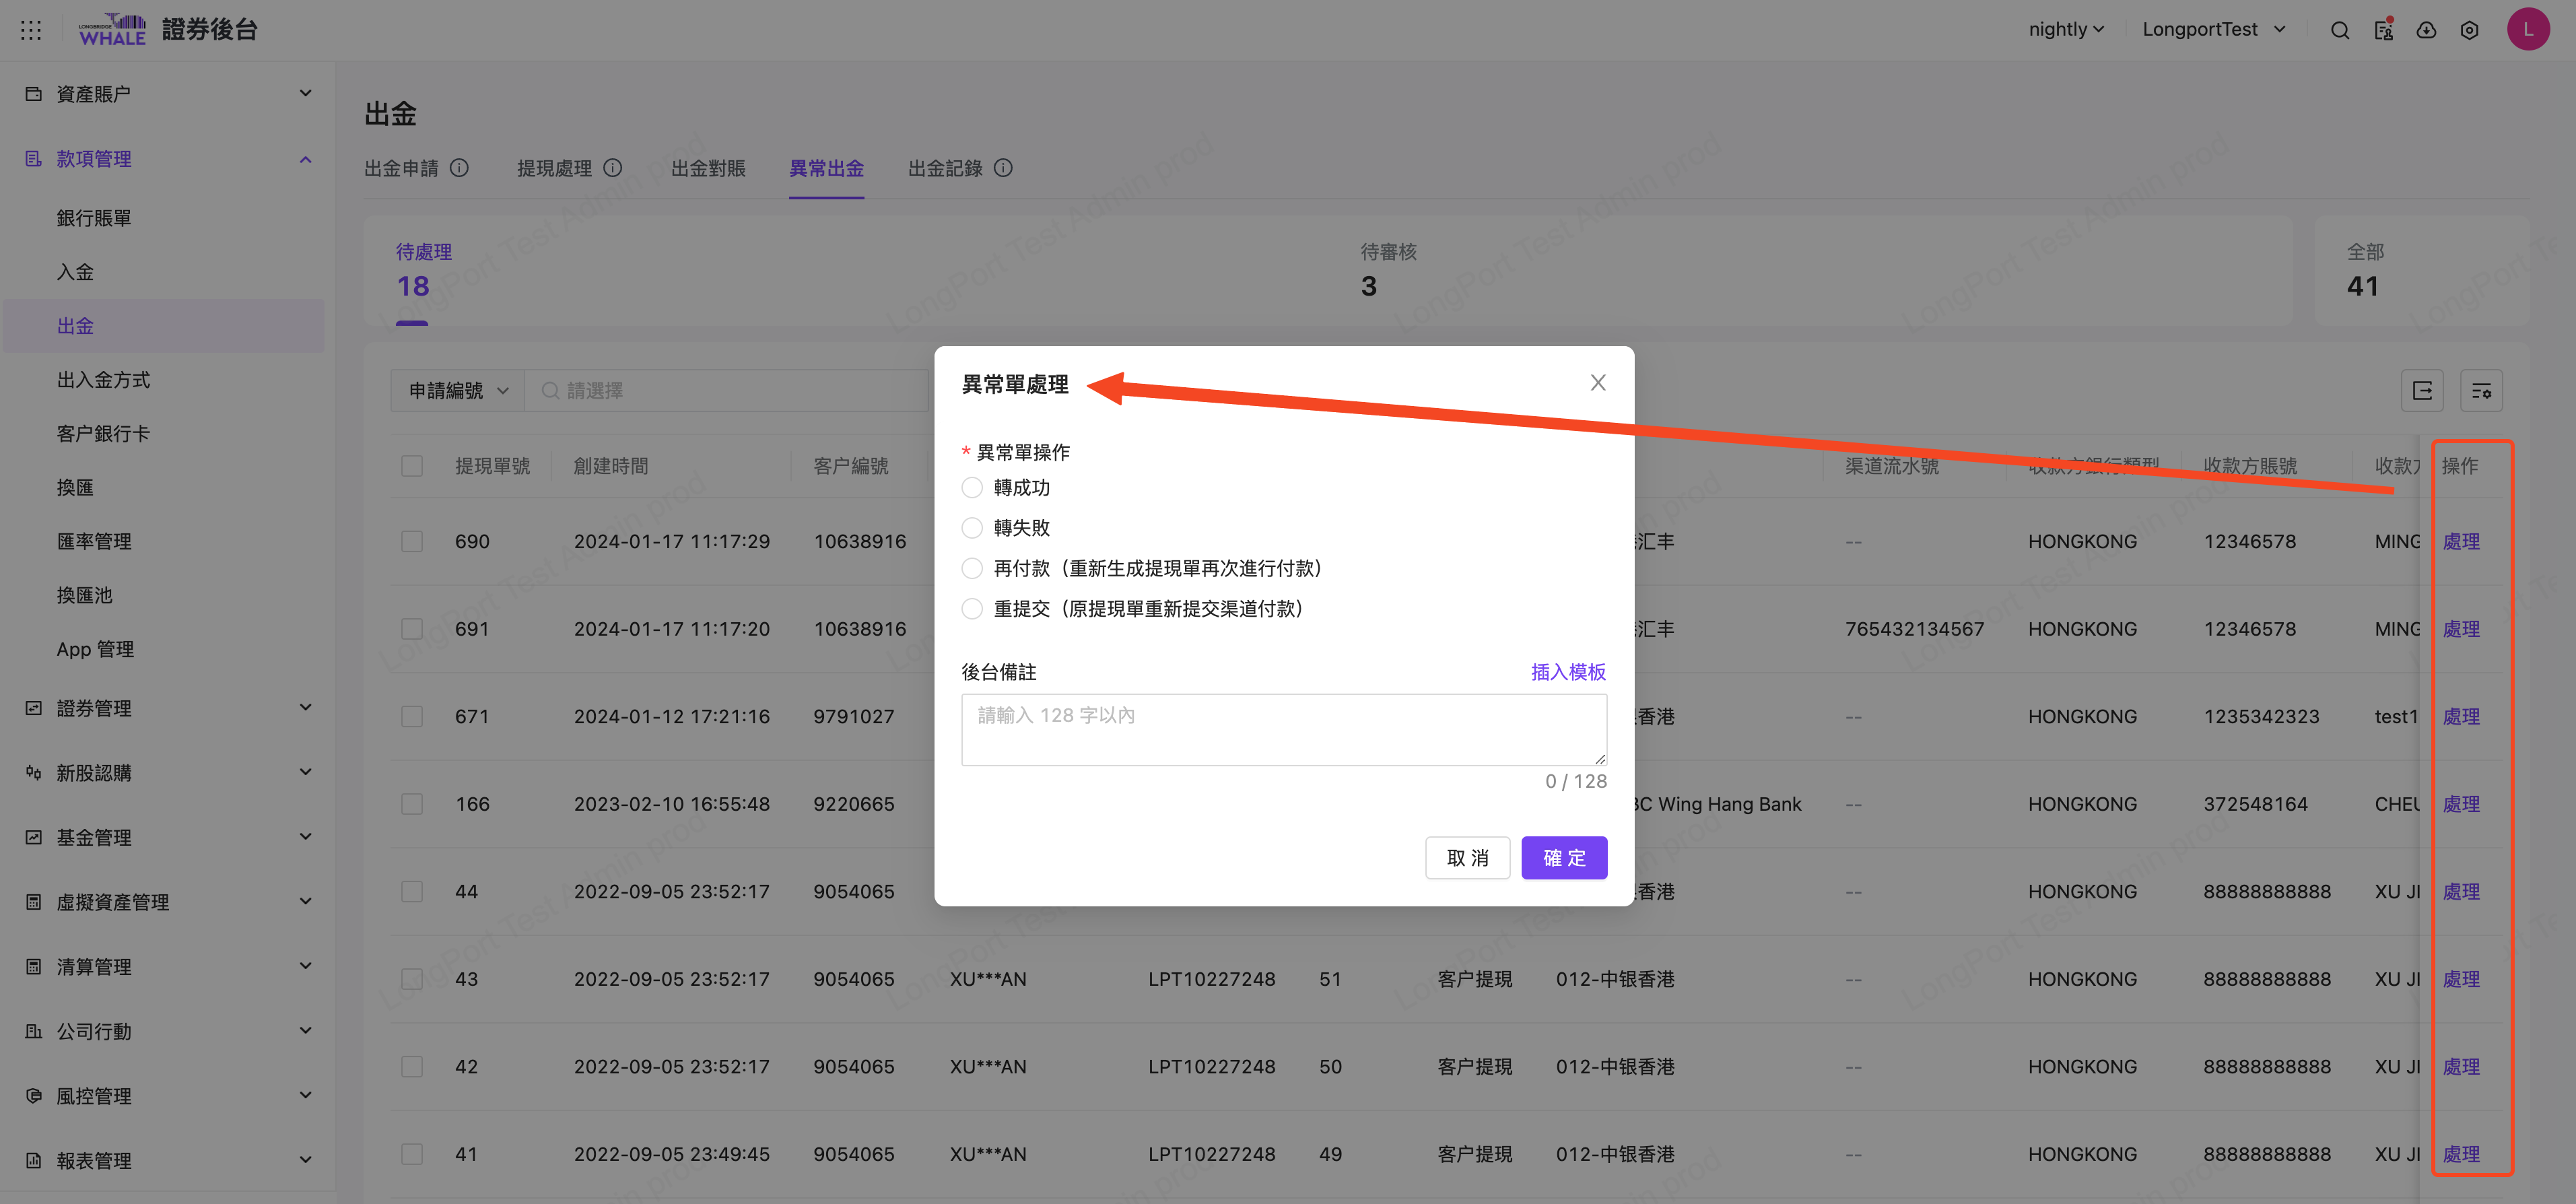 LONGBRIDGE
WHALE
證券後台
nightly
LongportTest
L
資產賬户
款項管理
銀行賬單
入金
出金
出入金方式
客户銀行卡
換匯
匯率管理
換匯池
App 管理
證券管理
新股認購
基金管理
虛擬資產管理
清算管理
公司行動
風控管理
報表管理
出金
出金申請 提現處理 出金對賬 異常出金 出金記錄
待處理
18
待審核
3
全部
41
申請編號 請選擇
提現單號 創建時間 客户編號 渠道流水號 收款方銀行類型 收款方賬號 收款方 操作
690 2024-01-17 11:17:29 10638916 汇丰 -- HONGKONG 12346578 MING 處理
691 2024-01-17 11:17:20 10638916 汇丰 765432134567 HONGKONG 12346578 MING 處理
671 2024-01-12 17:21:16 9791027 香港 -- HONGKONG 1235342323 test1 處理
166 2023-02-10 16:55:48 9220665 BC Wing Hang Bank -- HONGKONG 372548164 CHEU 處理
44 2022-09-05 23:52:17 9054065 香港 -- HONGKONG 88888888888 XU JI 處理
43 2022-09-05 23:52:17 9054065 XU***AN LPT10227248 51 客户提現 012-中银香港 -- HONGKONG 88888888888 XU JI 處理
42 2022-09-05 23:52:17 9054065 XU***AN LPT10227248 50 客户提現 012-中银香港 -- HONGKONG 88888888888 XU JI 處理
41 2022-09-05 23:49:45 9054065 XU***AN LPT10227248 49 客户提現 012-中银香港 -- HONGKONG 88888888888 XU JI 處理
異常單處理
* 異常單操作
轉成功
轉失敗
再付款（重新生成提現單再次進行付款）
重提交（原提現單重新提交渠道付款）
後台備註 插入模板
請輸入 128 字以內
0 / 128
取 消 確 定
LongPort Test Admin prod